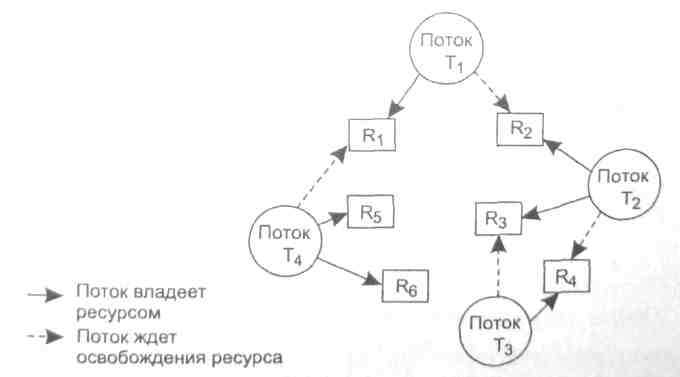 Поток
T1
R1
R2
Поток
T2
R5
R3
Поток
T4
R6
R4
Поток владеет
ресурсом
Поток ждет
освобождения ресурса
Поток
T3